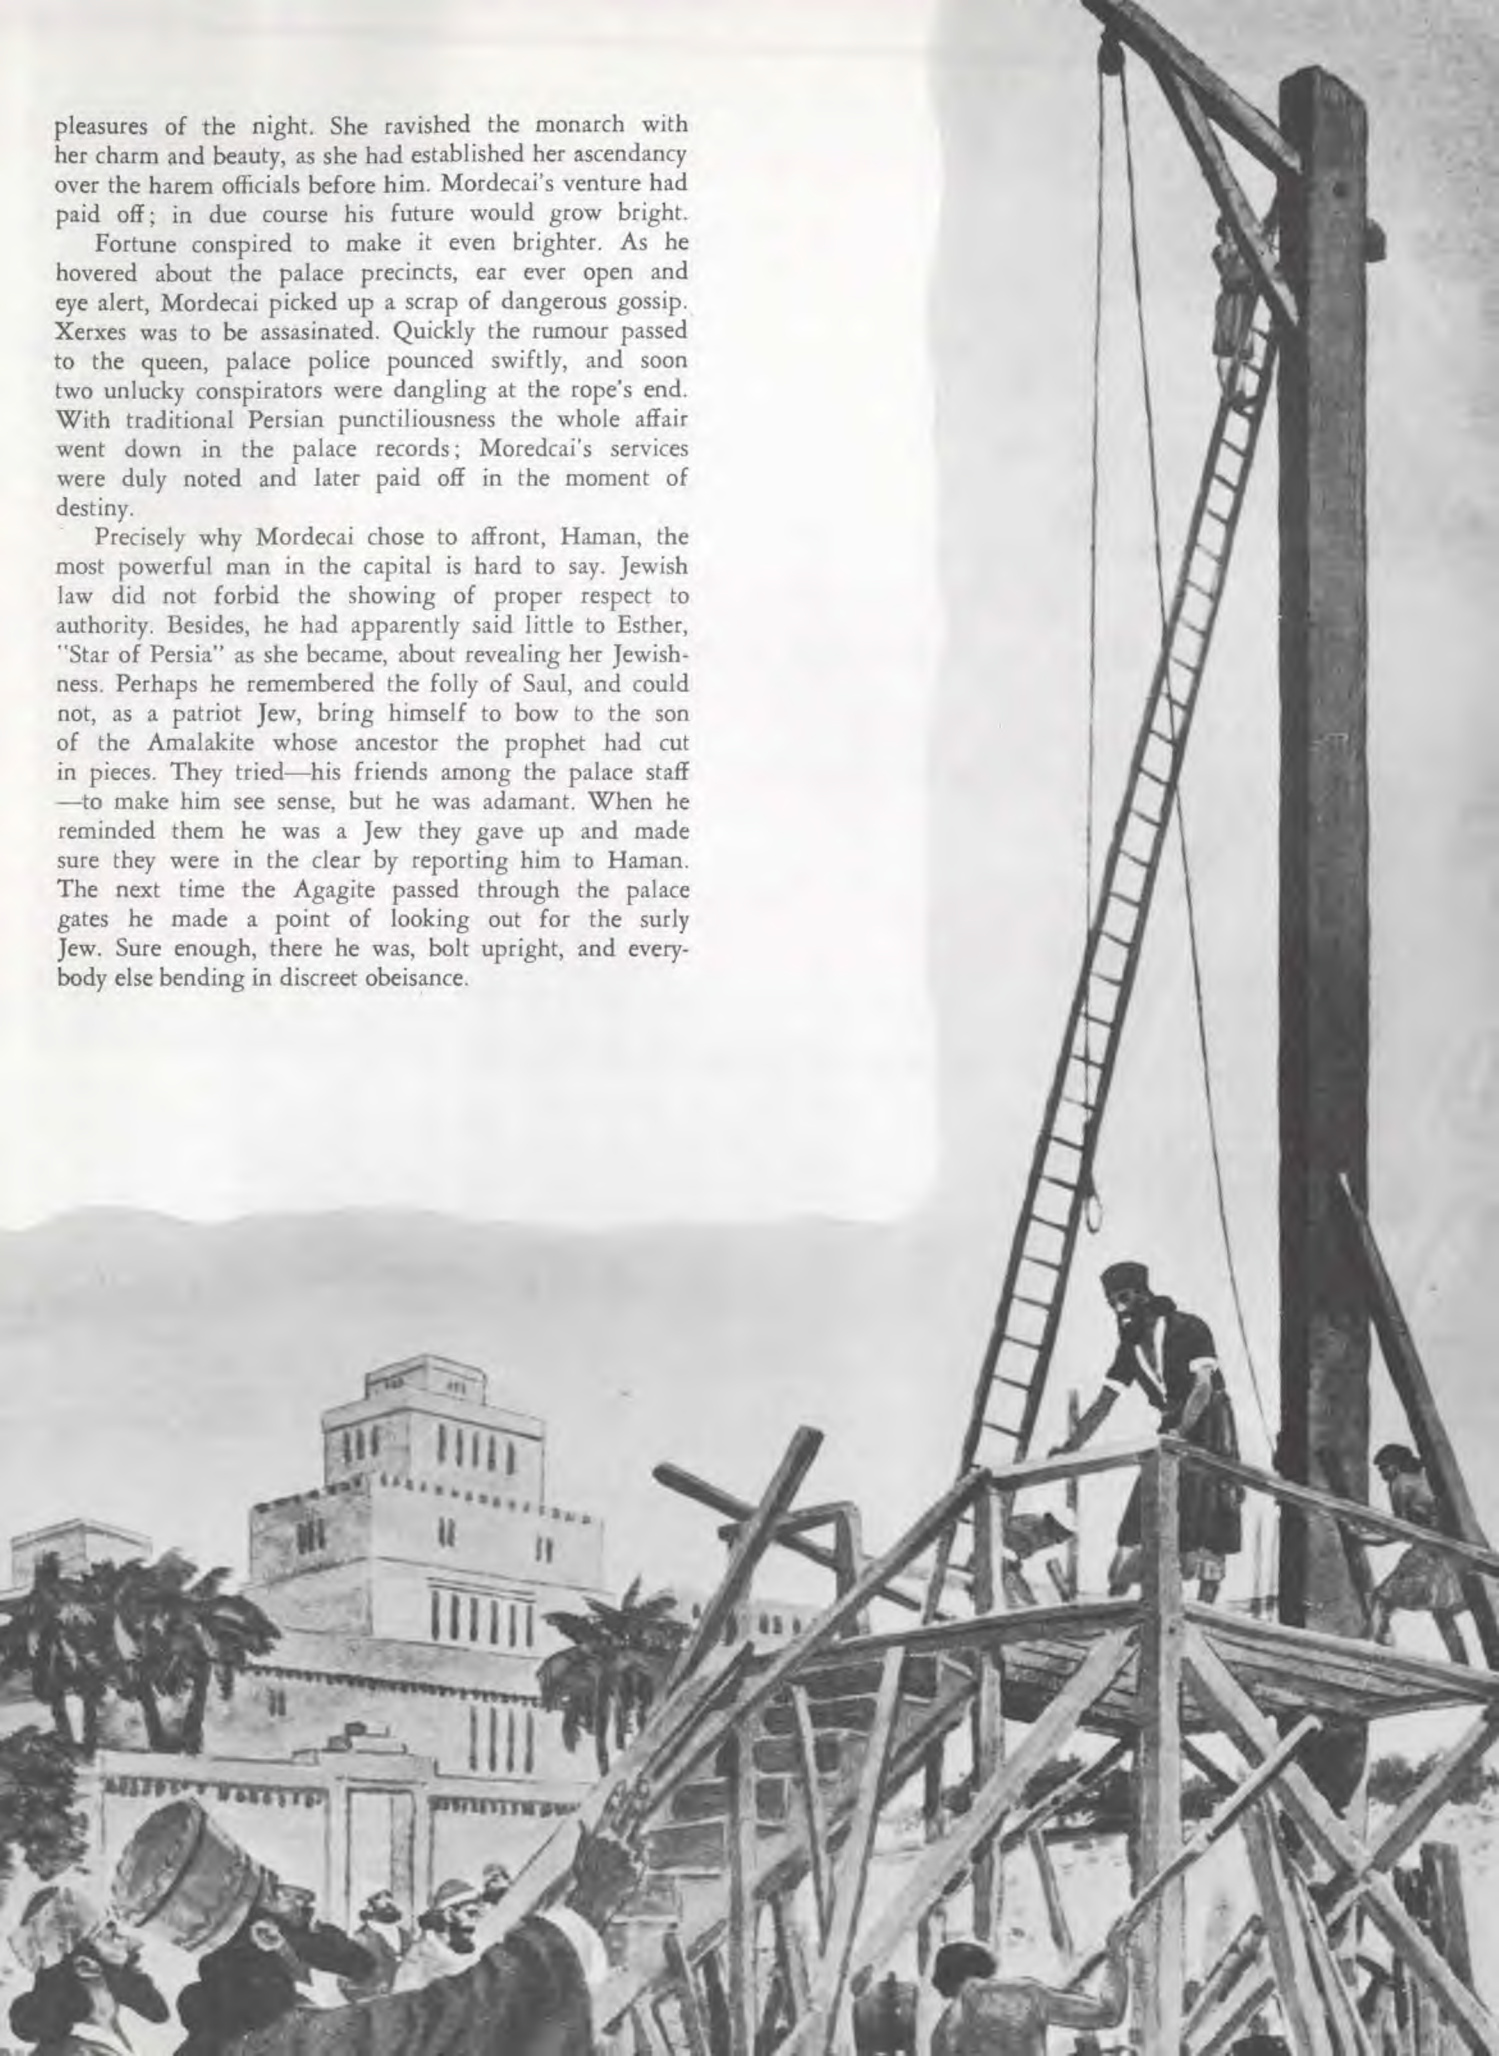 pleasures of the night. She ravished the monarch with
her charm and beauty, as she had established her ascendancy
over the harem officials before him. Mordecai's venture had
paid off; in due course his future would grow bright.
Fortune conspired to make it even brighter. As he
hovered about the palace precincts, ear ever open and
eye alert, Mordecai picked up a scrap of dangerous gossip.
Xerxes was to be assasinated. Quickly the rumour passed
to the queen, palace police pounced swiftly, and soon
two unlucky conspirators were dangling at the rope's end.
With traditional Persian punctiliousness the whole affair
went down in the palace records; Moredcai's services
were duly noted and later paid off in the moment of
destiny.
Precisely why Mordecai chose to affront, Haman, the
most powerful man in the capital is hard to say. Jewish
law did not forbid the showing of proper respect to
authority. Besides, he had apparently said little to Esther,
"Star of Persia" as she became, about revealing her Jewish-
ness. Perhaps he remembered the folly of Saul, and could
not, as a patriot Jew, bring himself to bow to the son
of the Amalakite whose ancestor the prophet had cut
in pieces. They tried—his friends among the palace staff
—to make him see sense, but he was adamant. When he
reminded them he was a Jew they gave up and made
sure they were in the clear by reporting him to Haman.
The next time the Agagite passed through the palace
gates he made a point of looking out for the surly
Jew. Sure enough, there he was, bolt upright, and every-
body else bending in discreet obeisance.